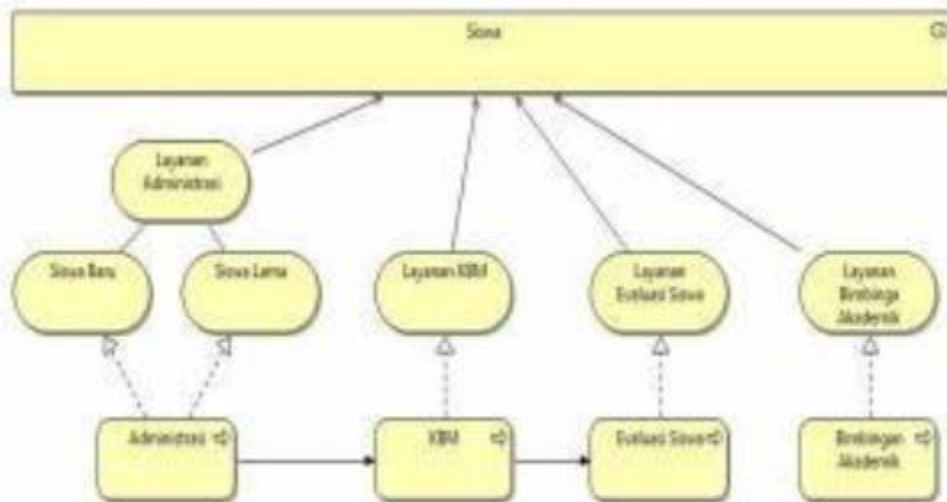 Siswa
Layanan
Administrasi
Siswa Baru
Siswa Lama
Layanan KBM
Layanan
Evaluasi Siswa
Layanan
Bimbinga
Akademik
Administrasi
KBM
Evaluasi Siswa
Bimbingan
Akademik